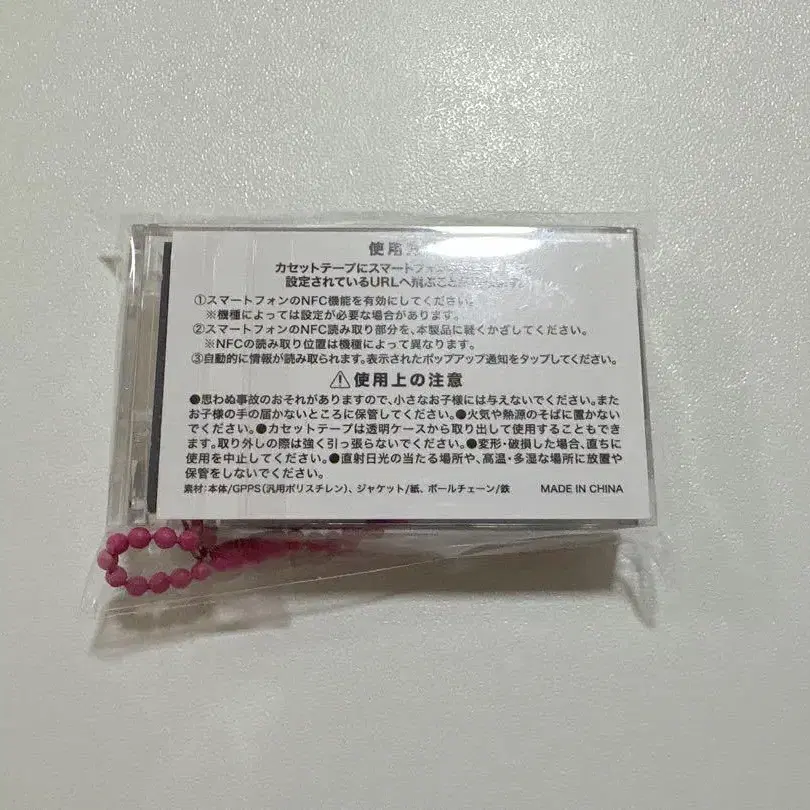 使用
カセットテープにスマートフォン
設定されているURLへ飛ぶこと
①スマートフォンのNFC機能を有効にしてください。
※機種によっては設定が必要な場合があります。
②スマートフォンのNFC読み取り部分を、本製品に軽くかざしてください。
※NFCの読み取り位置は機種によって異なります。
③自動的に情報が読み取られます。表示されたポップアップ通知をタップしてください。
⚠使用上の注意
●思わぬ事故のおそれがありますので、小さなお子様には与えないでください。また
お子様の手の届かないところに保管してください。●火気や熱源のそばに置かない
でください。●カセットテープは透明ケースから取り出して使用することもでき
ます。取り外しの際は強く引っ張らないでください。●変形・破損した場合、直ちに
使用を中止してください。●直射日光の当たる場所や、高温・多湿な場所に放置や
保管をしないでください。
素材:本体/GPPS(汎用ポリスチレン)、ジャケット/紙、ボールチェーン/鉄 MADE IN CHINA